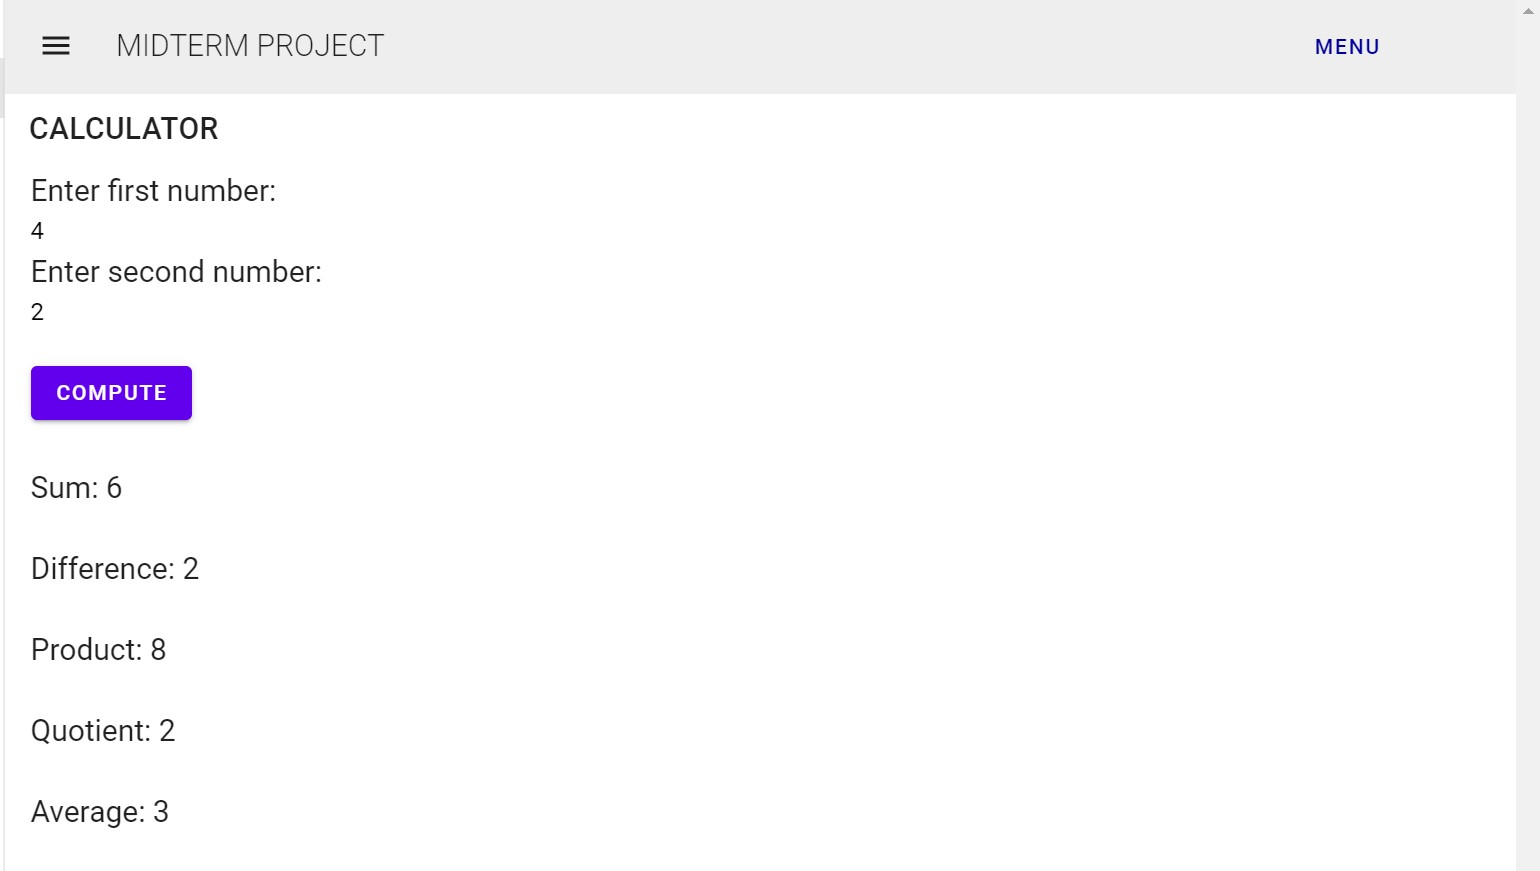 MIDTERM PROJECT
MENU
CALCULATOR
Enter first number:
4
Enter second number:
2
COMPUTE
Sum: 6
Difference: 2
Product: 8
Quotient: 2
Average: 3